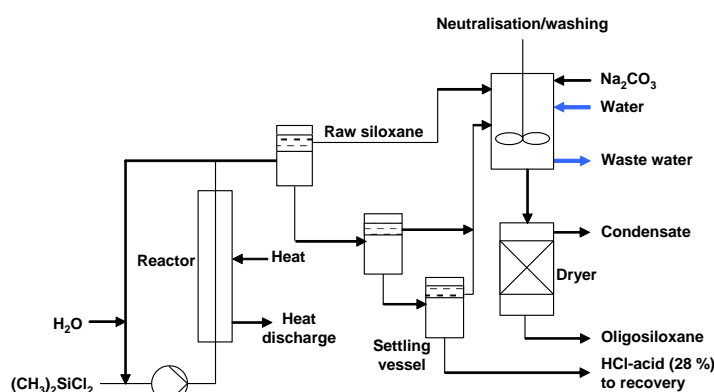 Neutralisation/washing
Na₂CO₃
Water
Raw siloxane
Waste water
Condensate
Reactor
Heat
Dryer
H₂O
Heat
discharge
Settling
vessel
Oligosiloxane
(CH₃)₂SiCl₂
HCl-acid (28 %)
to recovery